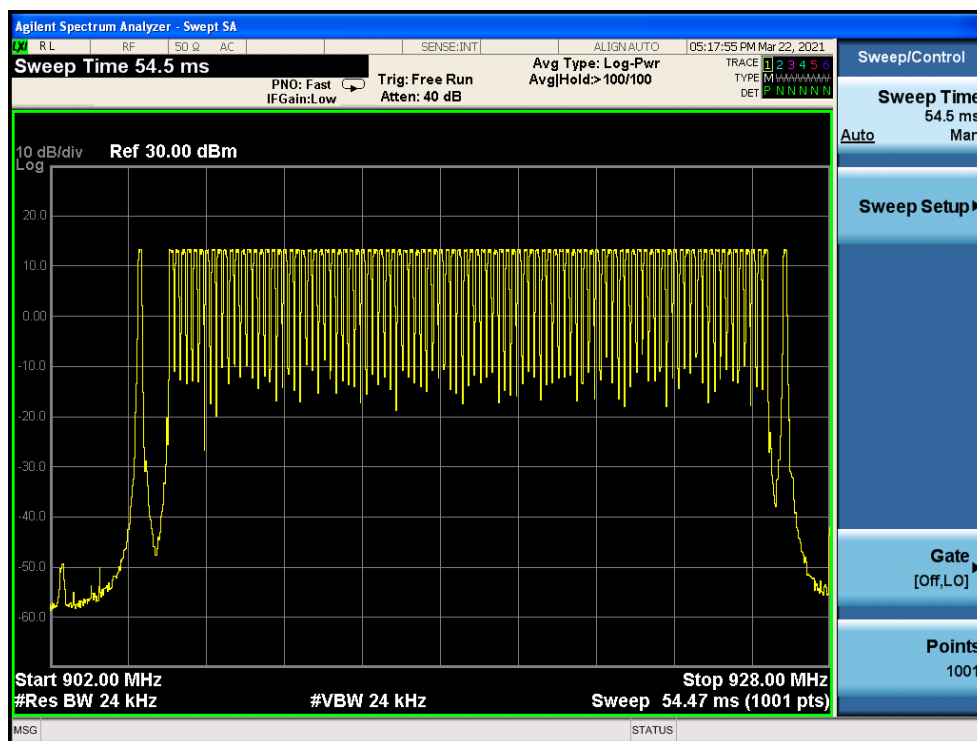 Agilent Spectrum Analyzer - Swept SA
LXI RL RF 50 Ω AC SENSE:INT ALIGN AUTO 05:17:55 PM Mar 22, 2021
Sweep Time 54.5 ms
PNO: Fast
IFGain:Low
Trig: Free Run
Atten: 40 dB
Avg Type: Log-Pwr
Avg|Hold:>100/100
TRACE 1 2 3 4 5 6
TYPE M
DET P N N N N N
10 dB/div Ref 30.00 dBm
Log
20.0
10.0
0.00
-10.0
-20.0
-30.0
-40.0
-50.0
-60.0
Start 902.00 MHz Stop 928.00 MHz
#Res BW 24 kHz #VBW 24 kHz Sweep 54.47 ms (1001 pts)
MSG STATUS
Sweep/Control
Sweep Time
54.5 ms
Auto Man
Sweep Setup
Gate
[Off,LO]
Points
1001